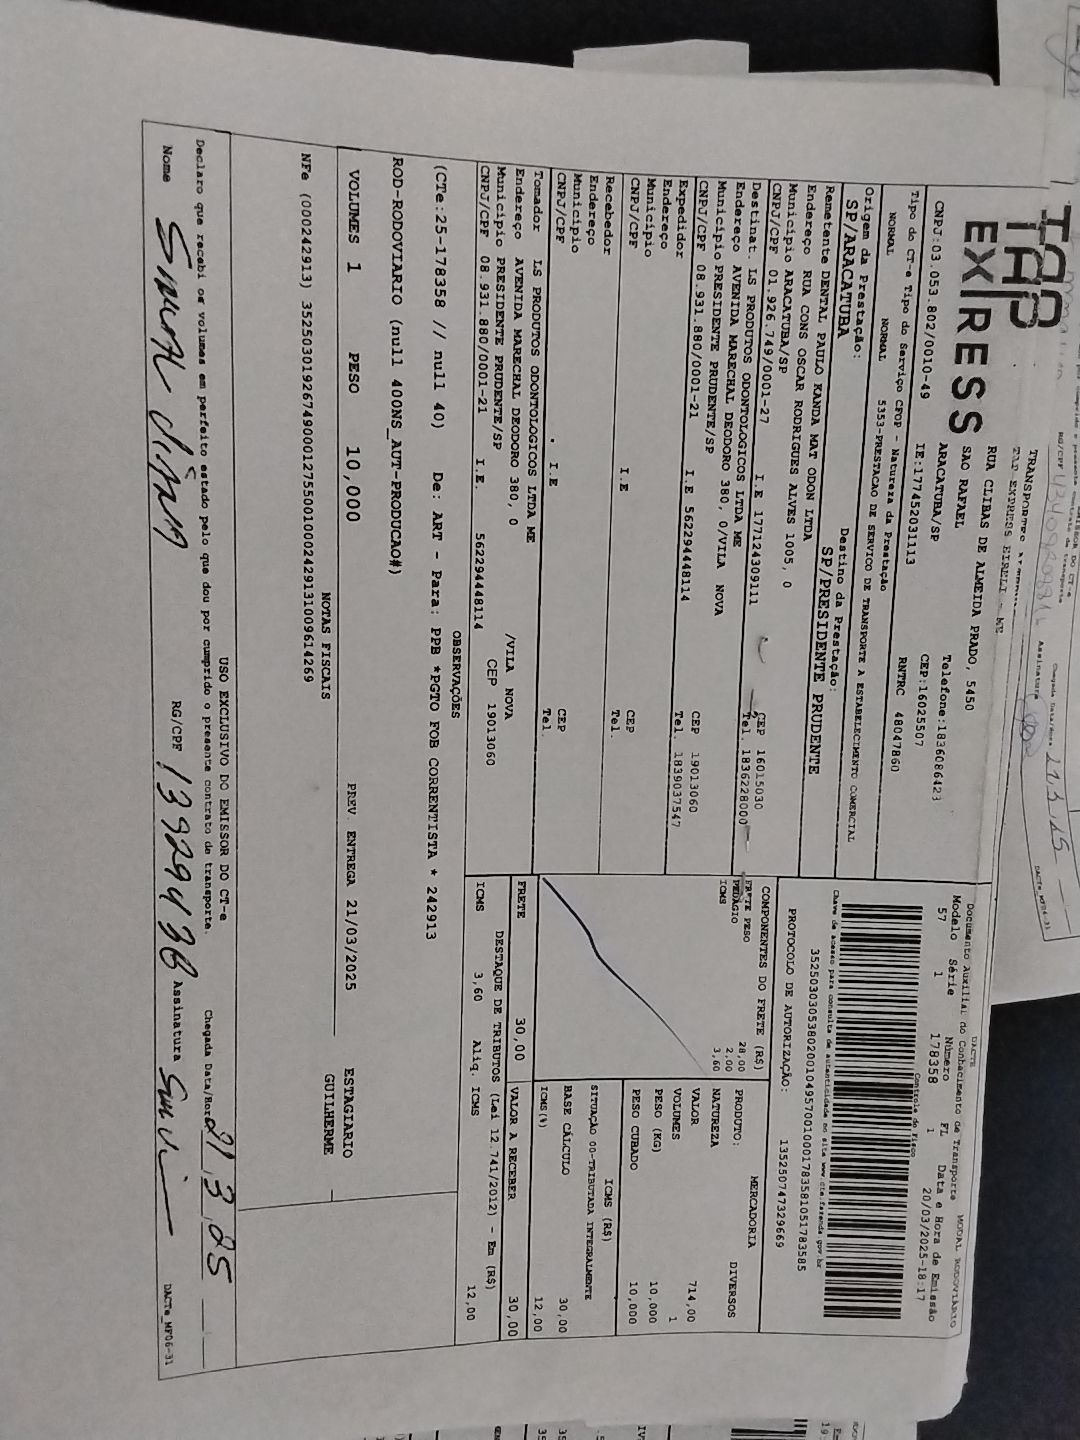 TAP
EXPRESS
RUA CLIBAS DE ALMEIDA PRADO, 5450
SAO RAFAEL
Telefone:1836086423
ARACATUBA/SP
CEP:16025507
CNPJ:03.053.802/0010-49
IE:177452031113
RNTRC 48047860
Tipo do CT-e Tipo do Serviço CFOP - Natureza da Prestação
NORMAL NORMAL 5353-PRESTACAO DE SERVICO DE TRANSPORTE A ESTABELECIMENTO COMERCIAL
Origem da Prestação: Destino da Prestação:
SP/ARACATUBA SP/PRESIDENTE PRUDENTE
DACTE
Documento Auxiliar do Conhecimento de Transporte MODAL RODOVIÁRIO
Modelo Série Número FL Data e Hora de Emissão
57 1 178358 1 20/03/2025-18:17
Controle do Fisco
Chave de acesso para consulta de autenticidade no site www.cte.fazenda.gov.br
35250303053802001049570010001783581051783585
PROTOCOLO DE AUTORIZAÇÃO: 135250747329669
Remetente DENTAL PAULO KANDA MAT ODON LTDA
Endereço RUA CONS OSCAR RODRIGUES ALVES 1005, 0
Município ARACATUBA/SP CEP 16015030
CNPJ/CPF 01.926.749/0001-27 I.E 177124309111 Tel. 1836228000
Destinat. LS PRODUTOS ODONTOLOGICOS LTDA ME
Endereço AVENIDA MARECHAL DEODORO 380, 0/VILA NOVA
Município PRESIDENTE PRUDENTE/SP CEP 19013060
CNPJ/CPF 08.931.880/0001-21 I.E 562294448114 Tel. 1839037547
Expedidor
Endereço
Município CEP
CNPJ/CPF I.E Tel.
Recebedor
Endereço
Município CEP
CNPJ/CPF I.E Tel.
Tomador LS PRODUTOS ODONTOLOGICOS LTDA ME
Endereço AVENIDA MARECHAL DEODORO 380, 0 /VILA NOVA
Município PRESIDENTE PRUDENTE/SP CEP 19013060
CNPJ/CPF 08.931.880/0001-21 I.E. 562294448114
COMPONENTES DO FRETE (R$)
FRETE PESO 28,00
PEDÁGIO 2,00
ICMS 3,60
PRODUTO: MERCADORIA
NATUREZA DIVERSOS
VALOR 714,00
VOLUMES 1
PESO (KG) 10,000
PESO CUBADO 10,000
ICMS (R$)
SITUAÇÃO 00-TRIBUTADA INTEGRALMENTE
BASE CÁLCULO 30,00
ICMS(%) 12,00
FRETE 30,00 VALOR A RECEBER 30,00
DESTAQUE DE TRIBUTOS (Lei 12.741/2012) - Em (R$)
ICMS 3,60 Alíq. ICMS 12,00
OBSERVAÇÕES
(CTe:25-178358 // null 40) De: ART - Para: PPB *PGTO FOB CORRENTISTA * 242913
ROD-RODOVIARIO (null 400NS_AUT-PRODUCAO#)
VOLUMES 1 PESO 10,000 PREV. ENTREGA 21/03/2025 ESTAGIARIO
GUILHERME
NOTAS FISCAIS
NFe (000242913) 35250301926749000127550010002429131009614269
USO EXCLUSIVO DO EMISSOR DO CT-e
Declaro que recebi os volumes em perfeito estado pelo que dou por cumprido o presente contrato de transporte.
Chegada Data/Hora 21 3 25
Nome RG/CPF 13929438 Assinatura
DACTe_MF06-31